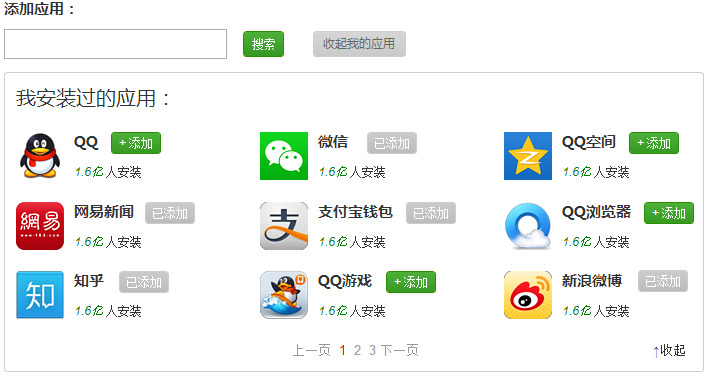 添加应用：
搜索 收起我的应用
我安装过的应用：
QQ +添加 微信 已添加 QQ空间 +添加
1.6亿人安装 1.6亿人安装 1.6亿人安装
網易 www.163.com 网易新闻 已添加 支 支付宝钱包 已添加 QQ浏览器 +添加
1.6亿人安装 1.6亿人安装 1.6亿人安装
知 知乎 已添加 QQ游戏 +添加 新浪微博 已添加
1.6亿人安装 1.6亿人安装 1.6亿人安装
上一页 1 2 3 下一页 ↑收起